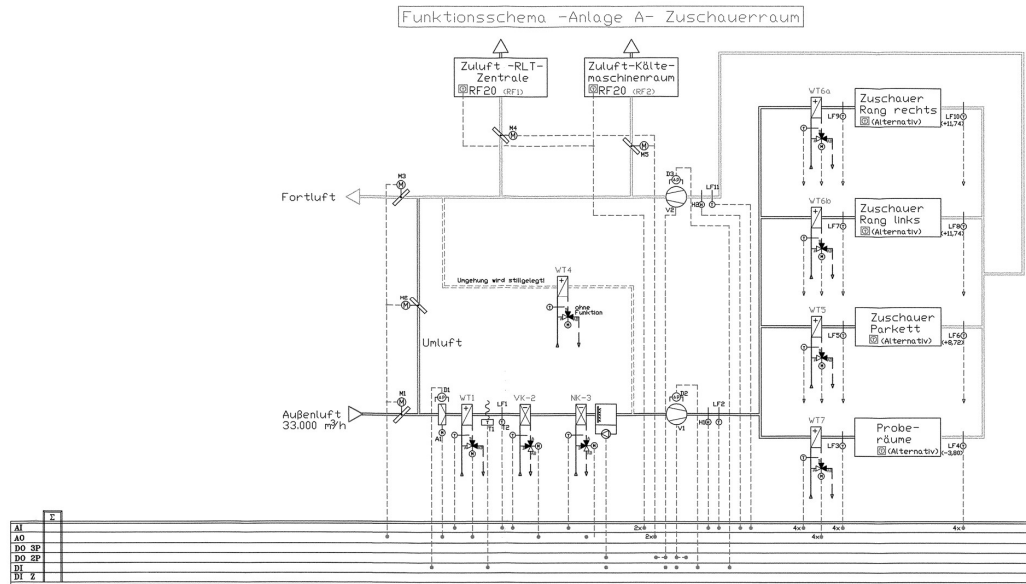 Funktionsschema -Anlage A- Zuschauerraum
Zuluft -RLT-
Zentrale
RF20 (RF1)
Zuluft-Kälte-
maschinenraum
RF20 (RF2)
M4
M5
M3
Fortluft
D3
V2
H2
LF11
WT6a
LF9
Zuschauer
Rang rechts
(Alternativ)
LF10
(+11,74)
WT6b
LF7
Zuschauer
Rang links
(Alternativ)
LF8
(+11,74)
Umgehung wird stillgelegt!
WT4
ohne
Funktion
M2
Umluft
WT5
LF5
Zuschauer
Parkett
(Alternativ)
LF6
(+8,72)
Außenluft
33.000 m³/h
M1
D1
A1
WT1
T1
LF1
T2
VK-2
NK-3
D2
V1
H1
LF2
WT7
LF3
Probe-
räume
(Alternativ)
LF4
(-3,80)
Σ
AI
2x
4x
4x
4x
AO
2x
4x
DO 3P
DO 2P
DI
DI Z